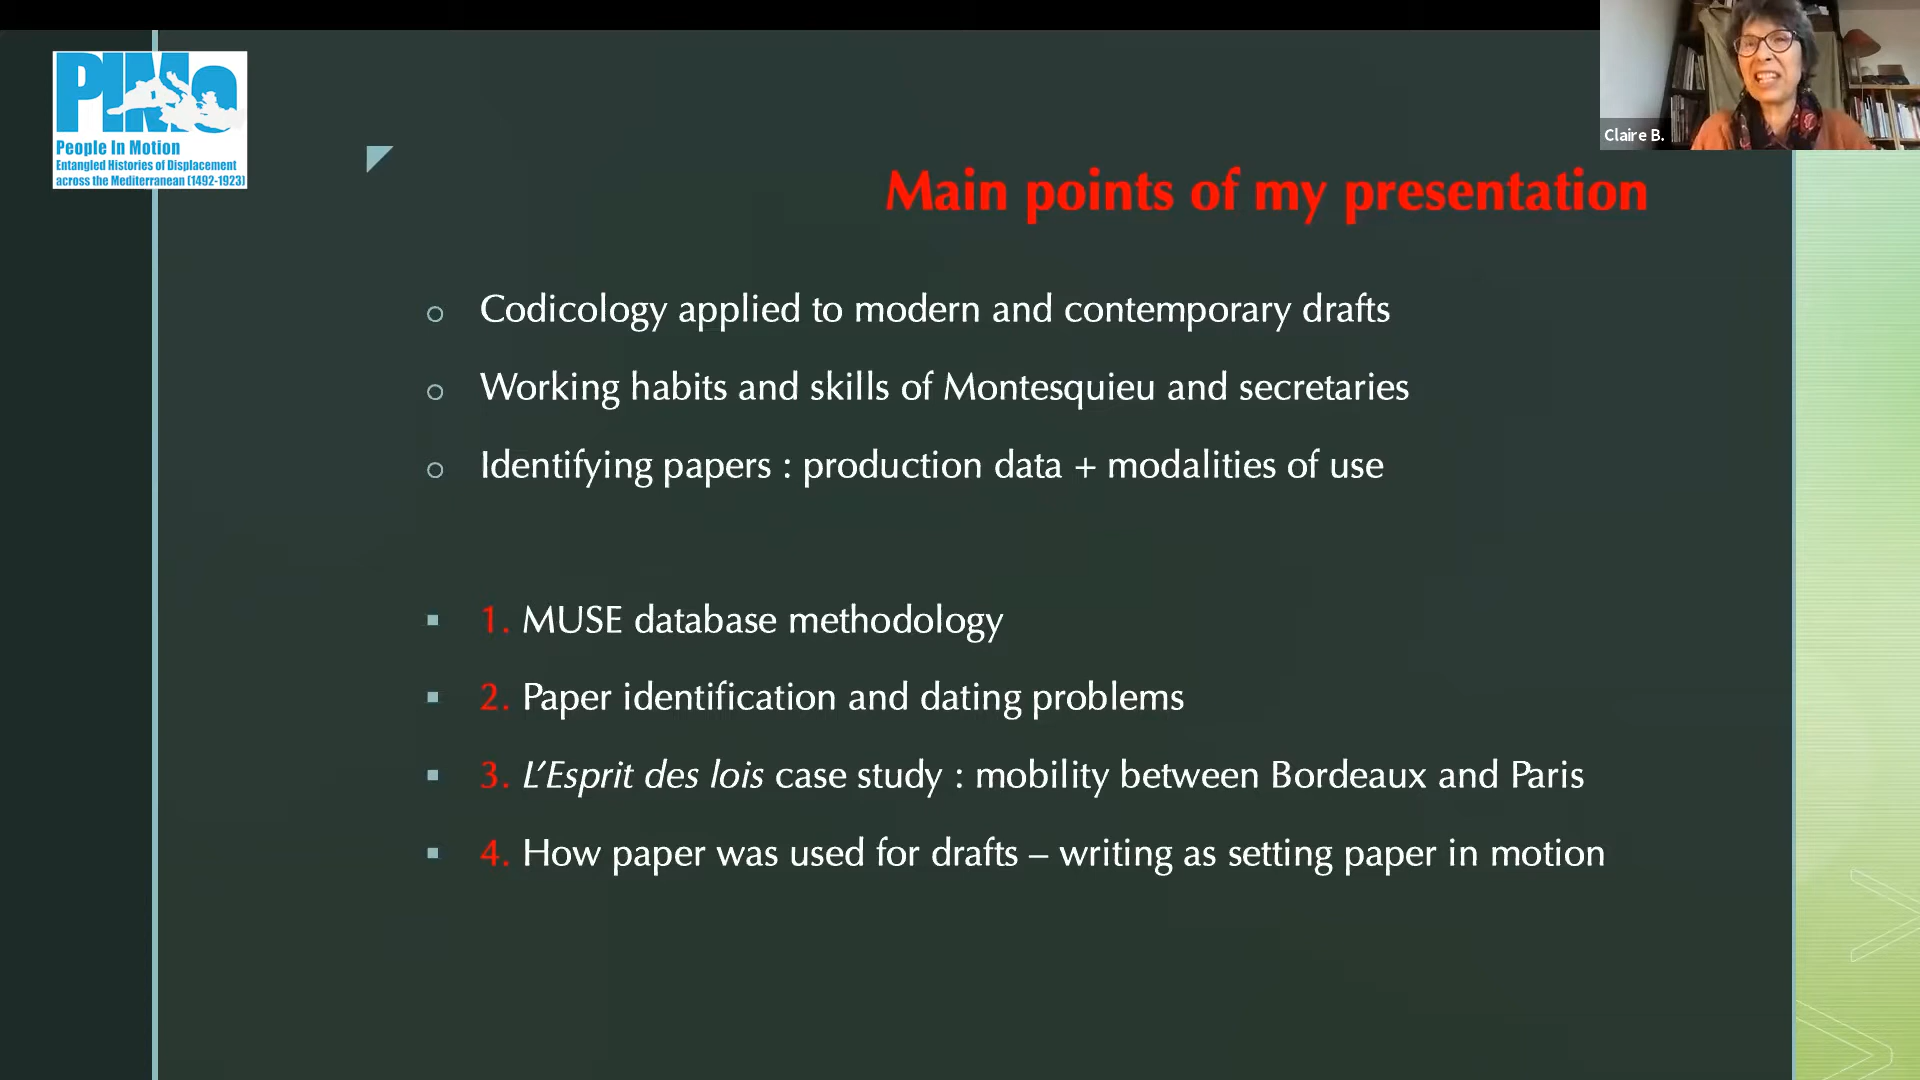 PIMo
People In Motion
Entangled Histories of Displacement
across the Mediterranean (1492-1923)
Claire B.
Main points of my presentation
Codicology applied to modern and contemporary drafts
Working habits and skills of Montesquieu and secretaries
Identifying papers : production data + modalities of use
1. MUSE database methodology
2. Paper identification and dating problems
3. L’Esprit des lois case study : mobility between Bordeaux and Paris
4. How paper was used for drafts – writing as setting paper in motion